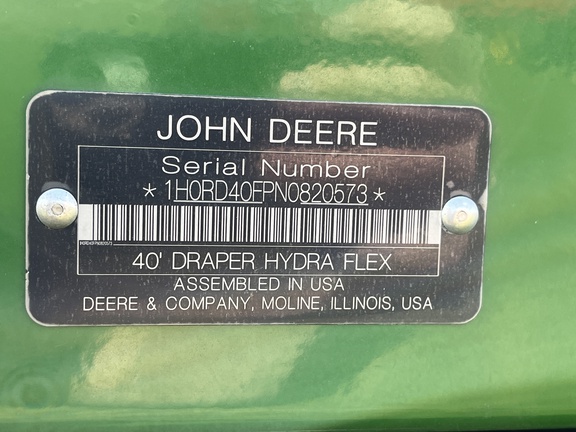 JOHN DEERE
Serial Number
*1H0RD40FPN0820573*
40' DRAPER HYDRA FLEX
ASSEMBLED IN USA
DEERE & COMPANY, MOLINE, ILLINOIS, USA